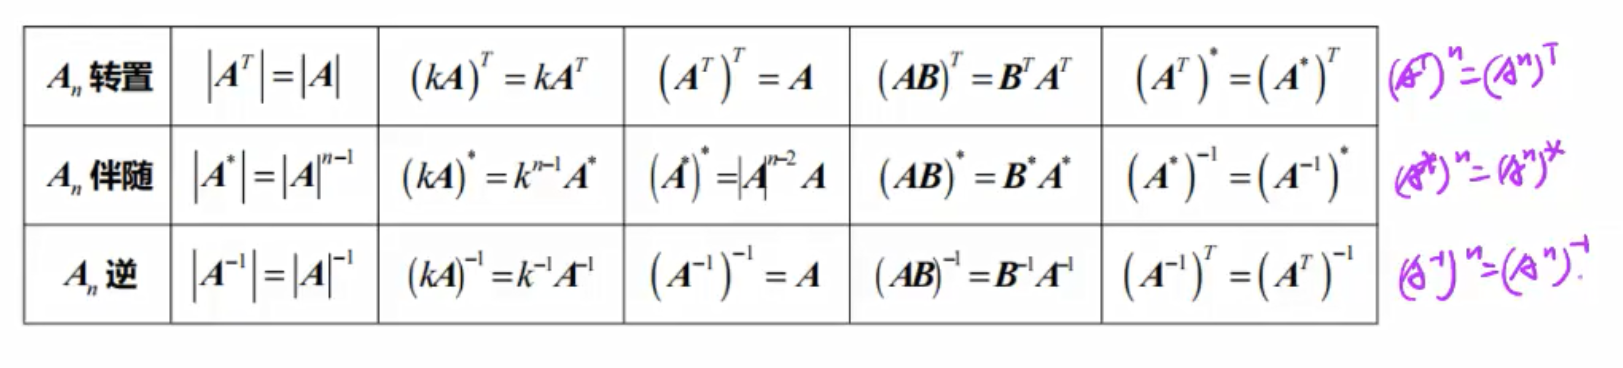 Aₙ 转置 |Aᵀ|=|A| (kA)ᵀ=kAᵀ (Aᵀ)ᵀ=A (AB)ᵀ=BᵀAᵀ (Aᵀ)*=(A*)ᵀ (Aᵀ)ⁿ=(Aⁿ)ᵀ
Aₙ 伴随 |A*|=|A|ⁿ⁻¹ (kA)*=kⁿ⁻¹A* (A*)*=|A|ⁿ⁻²A (AB)*=B*A* (A*)⁻¹=(A⁻¹)* (A*)ⁿ=(Aⁿ)*
Aₙ 逆 |A⁻¹|=|A|⁻¹ (kA)⁻¹=k⁻¹A⁻¹ (A⁻¹)⁻¹=A (AB)⁻¹=B⁻¹A⁻¹ (A⁻¹)ᵀ=(Aᵀ)⁻¹ (A⁻¹)ⁿ=(Aⁿ)⁻¹